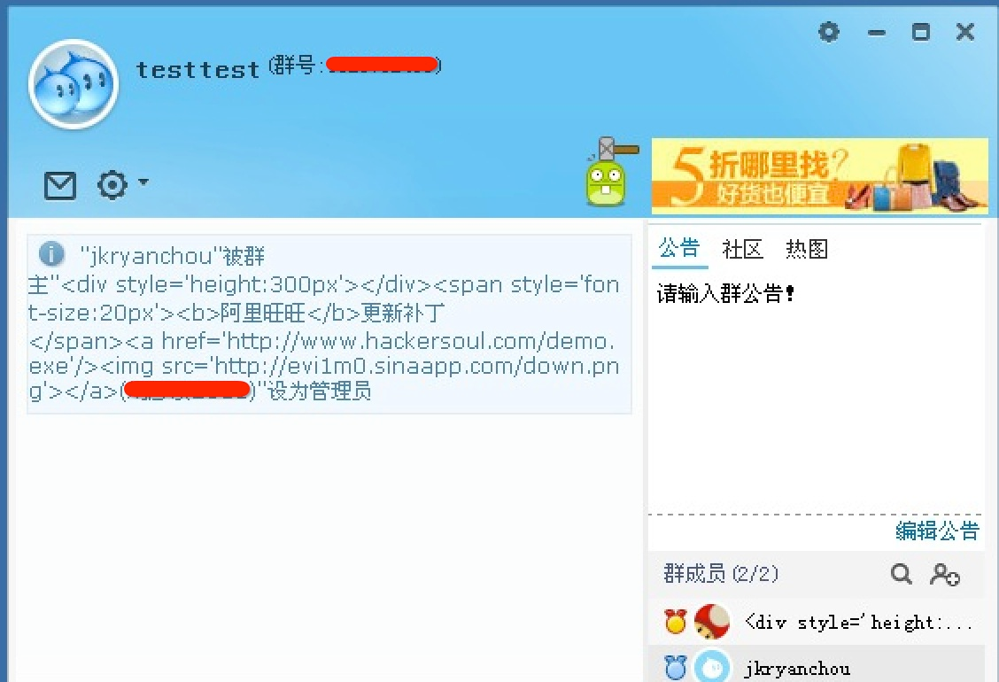 testtest (群号:
5折哪里找?
好货也便宜
"jkryanchou"被群
主"<div style='height:300px'></div><span style='fon
t-size:20px'><b>阿里旺旺</b>更新补丁
</span><a href='http://www.hackersoul.com/demo.
exe'/><img src='http://evi1m0.sinaapp.com/down.pn
g'></a>()"设为管理员
公告 社区 热图
请输入群公告!
编辑公告
群成员 (2/2)
<div style='height:...
jkryanchou